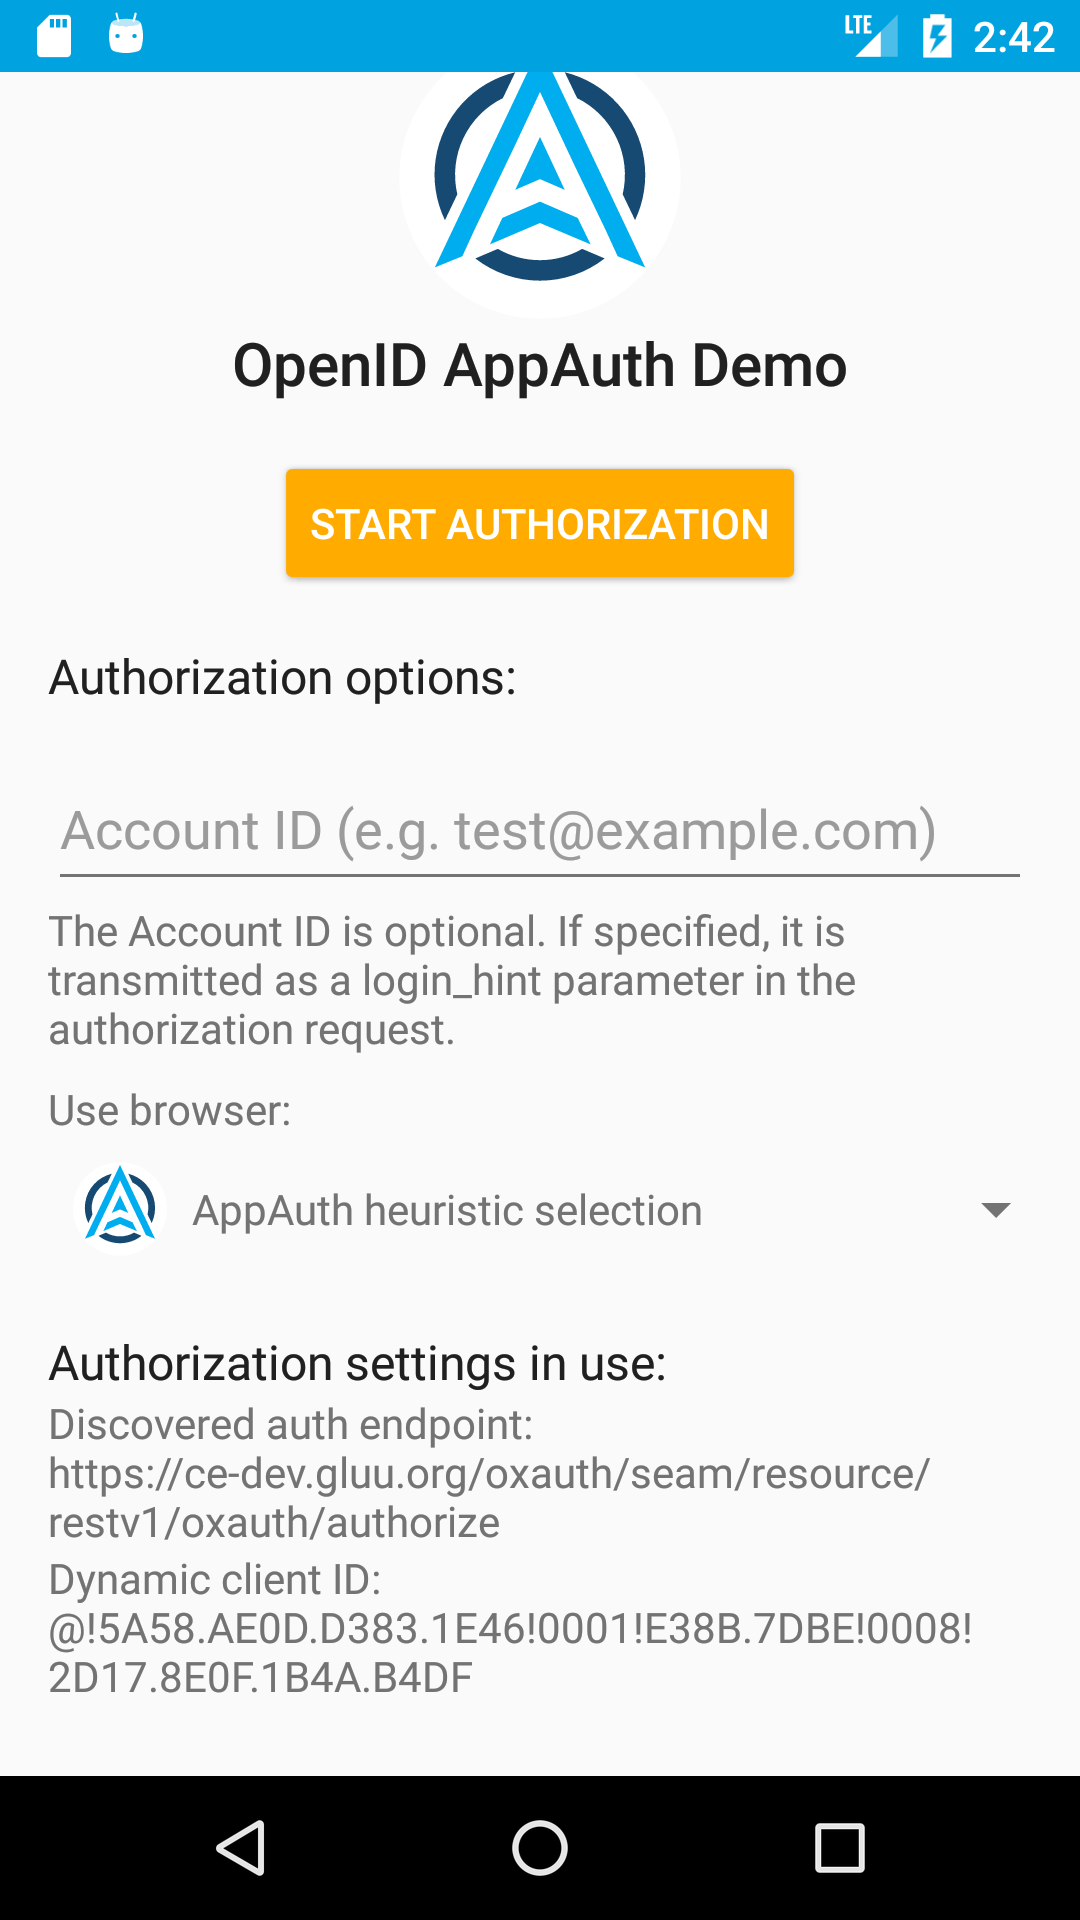 LTE 2:42
OpenID AppAuth Demo
START AUTHORIZATION
Authorization options:
Account ID (e.g. test@example.com)
The Account ID is optional. If specified, it is
transmitted as a login_hint parameter in the
authorization request.
Use browser:
AppAuth heuristic selection
Authorization settings in use:
Discovered auth endpoint:
https://ce-dev.gluu.org/oxauth/seam/resource/
restv1/oxauth/authorize
Dynamic client ID:
@!5A58.AE0D.D383.1E46!0001!E38B.7DBE!0008!
2D17.8E0F.1B4A.B4DF